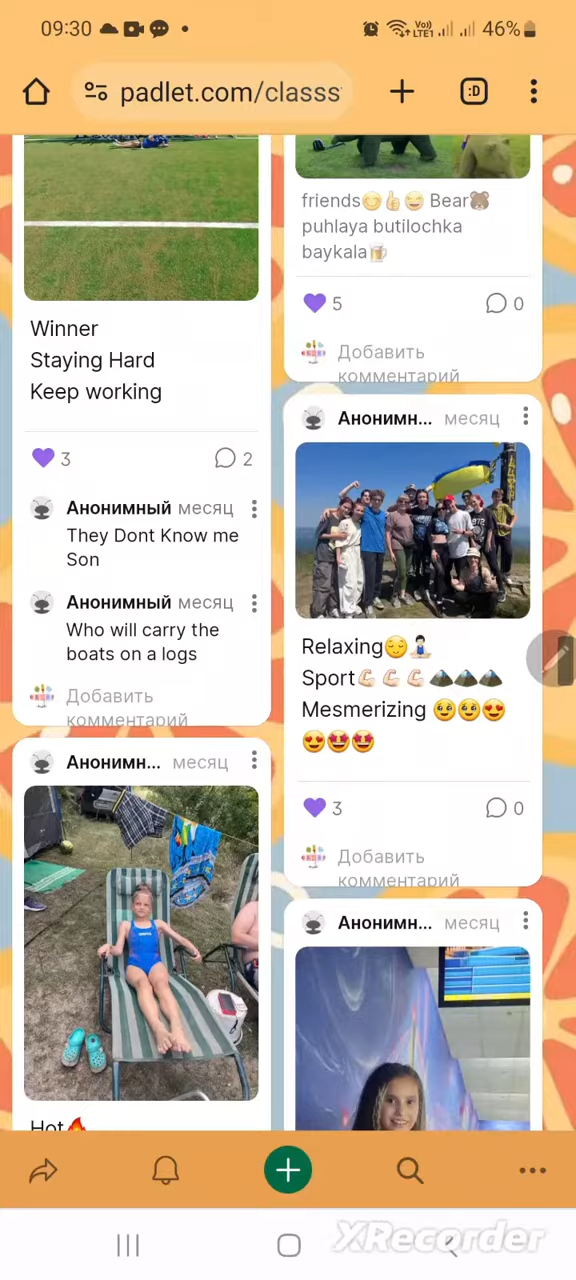 09:30
Vo))
LTE1
46%
padlet.com/classs
:D
Winner
Staying Hard
Keep working
3
2
Анонимный месяц
They Dont Know me
Son
Анонимный месяц
Who will carry the
boats on a logs
Добавить
комментарий
Анонимн... месяц
Hot🔥
friends😊👍😄 Bear🐻
puhlaya butilochka
baykala🍺
5
0
Добавить
комментарий
Анонимн... месяц
Relaxing😌🧘🏻‍♂️
Sport💪🏻💪🏻💪🏻⛰️⛰️⛰️
Mesmerizing 🥹🥹😍
😍🤩🤩
3
0
Добавить
комментарий
Анонимн... месяц
XRecorder